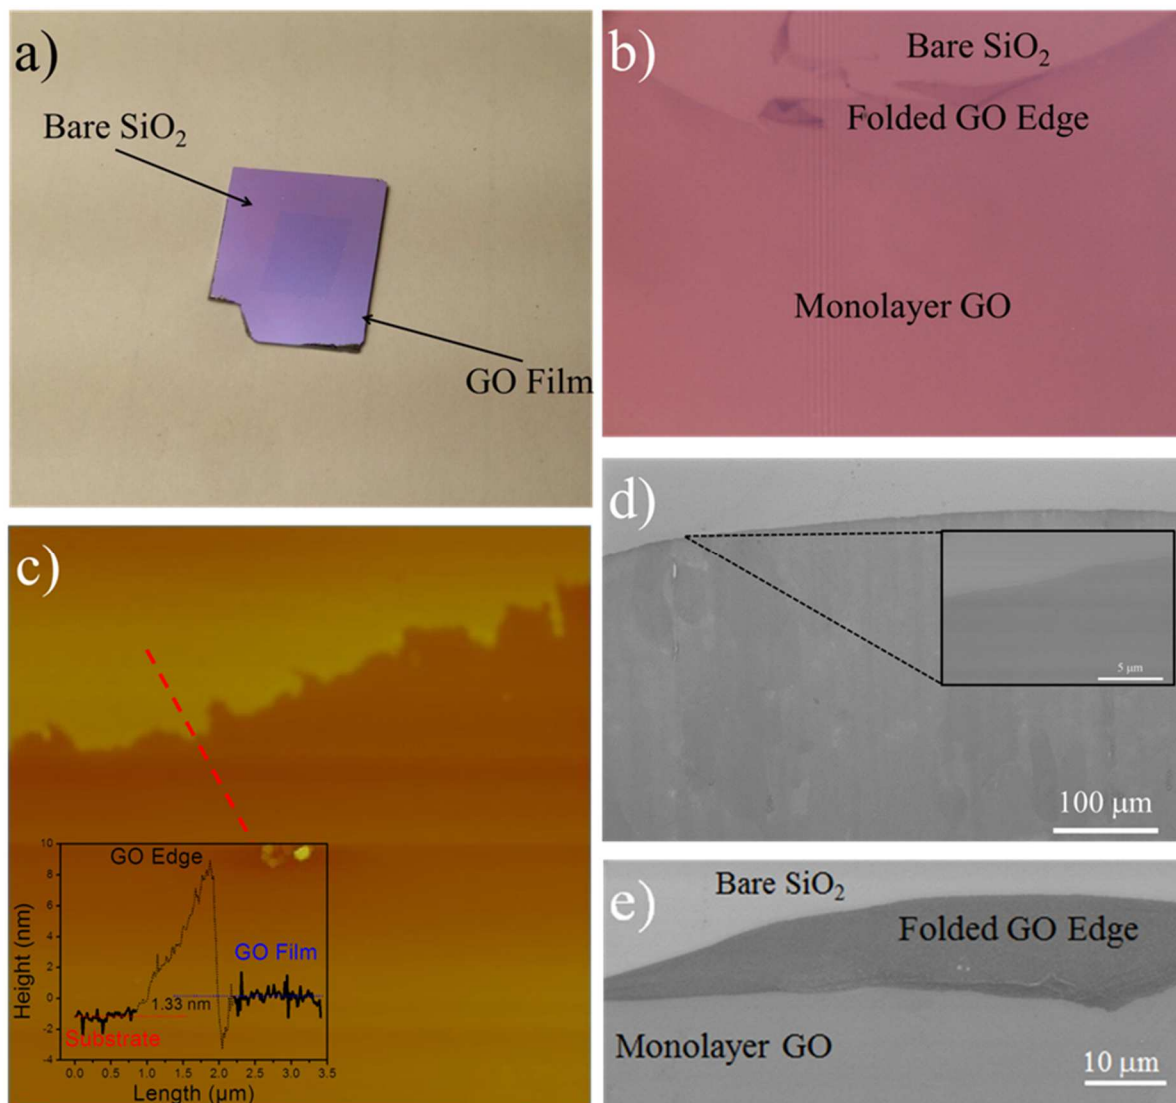 a)
Bare SiO₂
GO Film
b)
Bare SiO₂
Folded GO Edge
Monolayer GO
c)
10
8
6
4
2
0
-2
-4
Height (nm)
GO Edge
GO Film
1.33 nm
Substrate
0.0 0.5 1.0 1.5 2.0 2.5 3.0 3.5
Length (μm)
d)
5 μm
100 μm
e)
Bare SiO₂
Folded GO Edge
Monolayer GO
10 μm